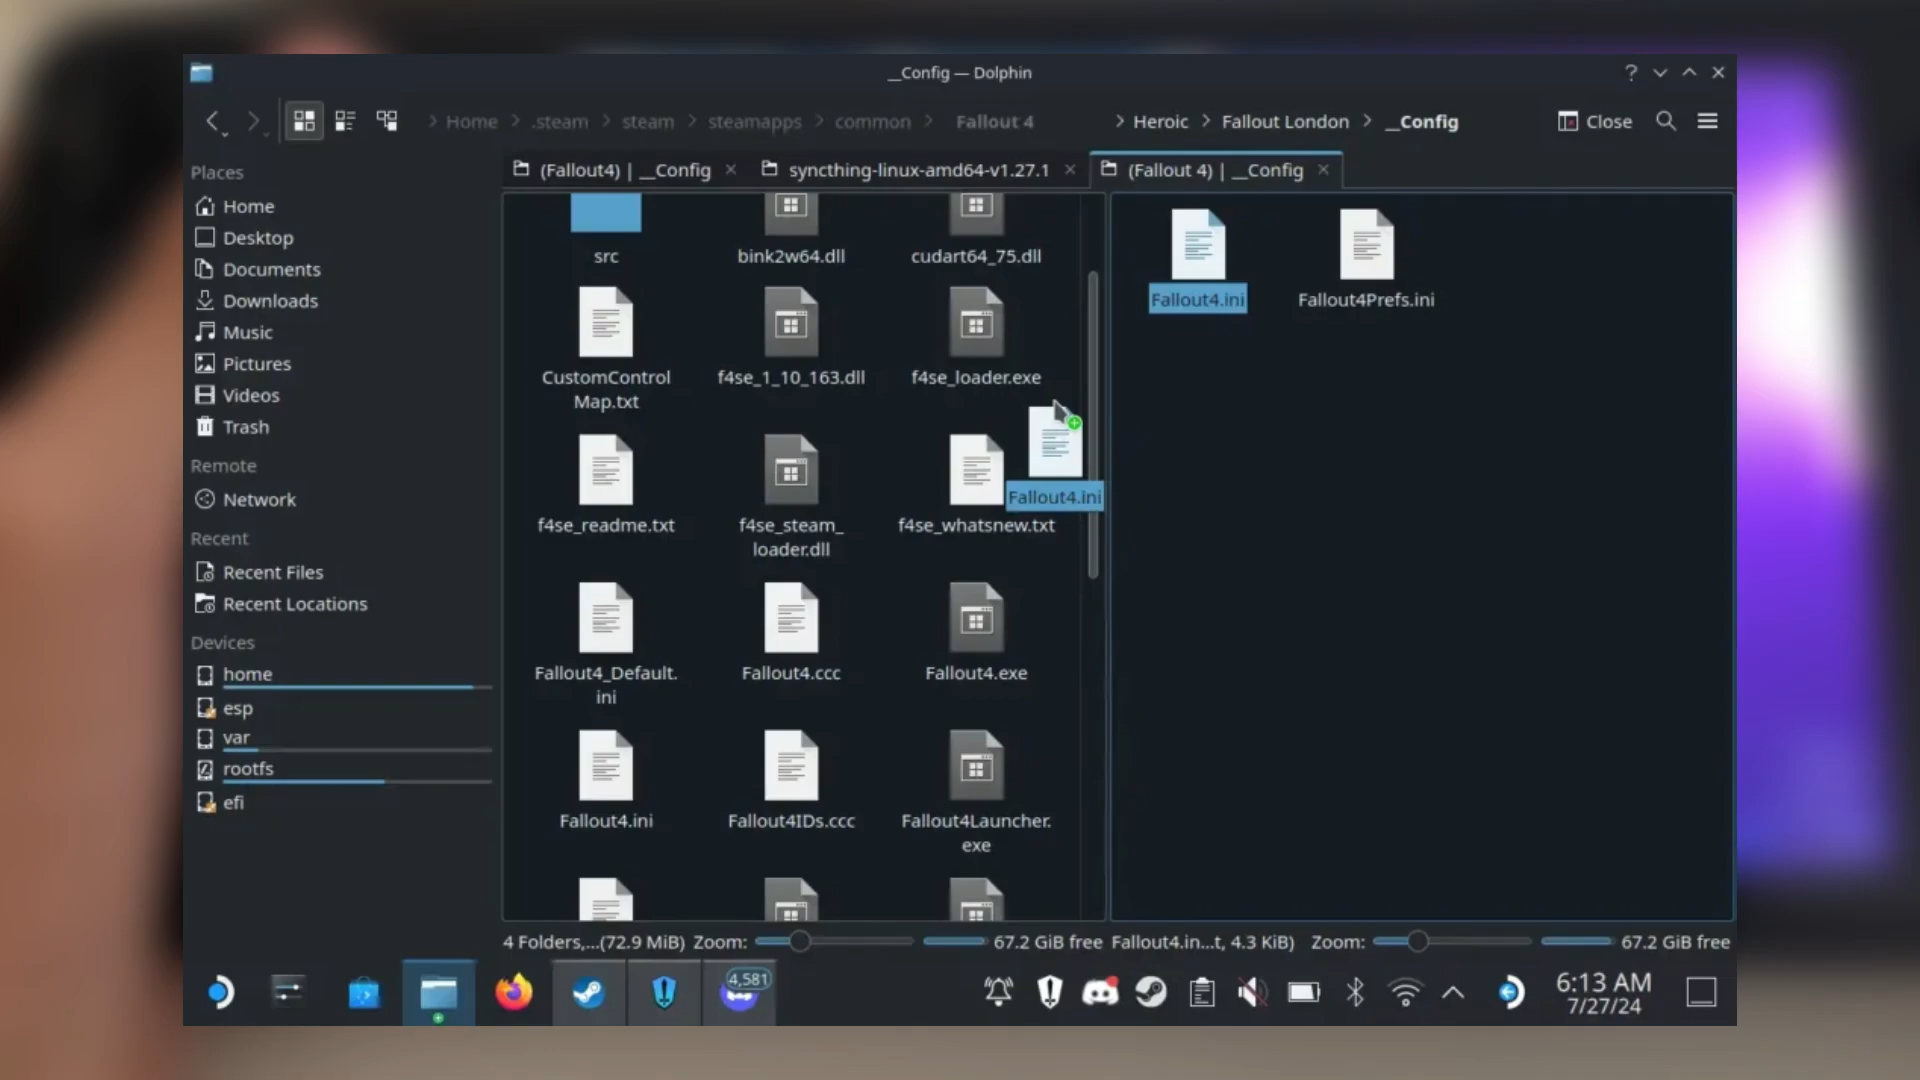 __Config — Dolphin
Home
.steam
steam
steamapps
common
Fallout 4
Heroic
Fallout London
__Config
Close
(Fallout4) | __Config
syncthing-linux-amd64-v1.27.1
(Fallout 4) | __Config
Places
Home
Desktop
Documents
Downloads
Music
Pictures
Videos
Trash
Remote
Network
Recent
Recent Files
Recent Locations
Devices
home
esp
var
rootfs
efi
src
bink2w64.dll
cudart64_75.dll
CustomControl
Map.txt
f4se_1_10_163.dll
f4se_loader.exe
f4se_readme.txt
f4se_steam_
loader.dll
f4se_whatsnew.txt
Fallout4.ini
Fallout4_Default.
ini
Fallout4.ccc
Fallout4.exe
Fallout4.ini
Fallout4IDs.ccc
Fallout4Launcher.
exe
Fallout4.ini
Fallout4Prefs.ini
4 Folders,...(72.9 MiB)
Zoom:
67.2 GiB free
Fallout4.in...t, 4.3 KiB)
Zoom:
67.2 GiB free
4,581
6:13 AM
7/27/24